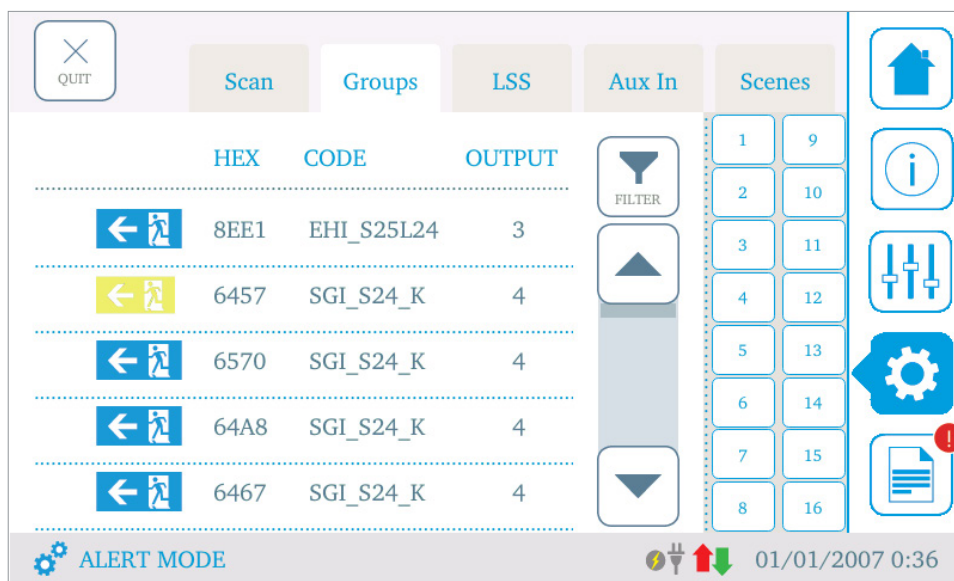 QUIT
Scan Groups LSS Aux In Scenes
HEX CODE OUTPUT
FILTER
8EE1 EHI_S25L24 3
6457 SGI_S24_K 4
6570 SGI_S24_K 4
64A8 SGI_S24_K 4
6467 SGI_S24_K 4
1 9
2 10
3 11
4 12
5 13
6 14
7 15
8 16
i
!
ALERT MODE 01/01/2007 0:36